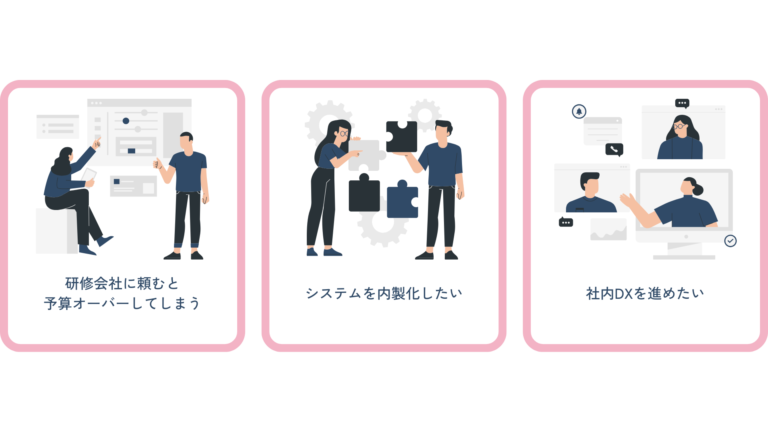 研修会社に頼むと
予算オーバーしてしまう
システムを内製化したい
社内DXを進めたい